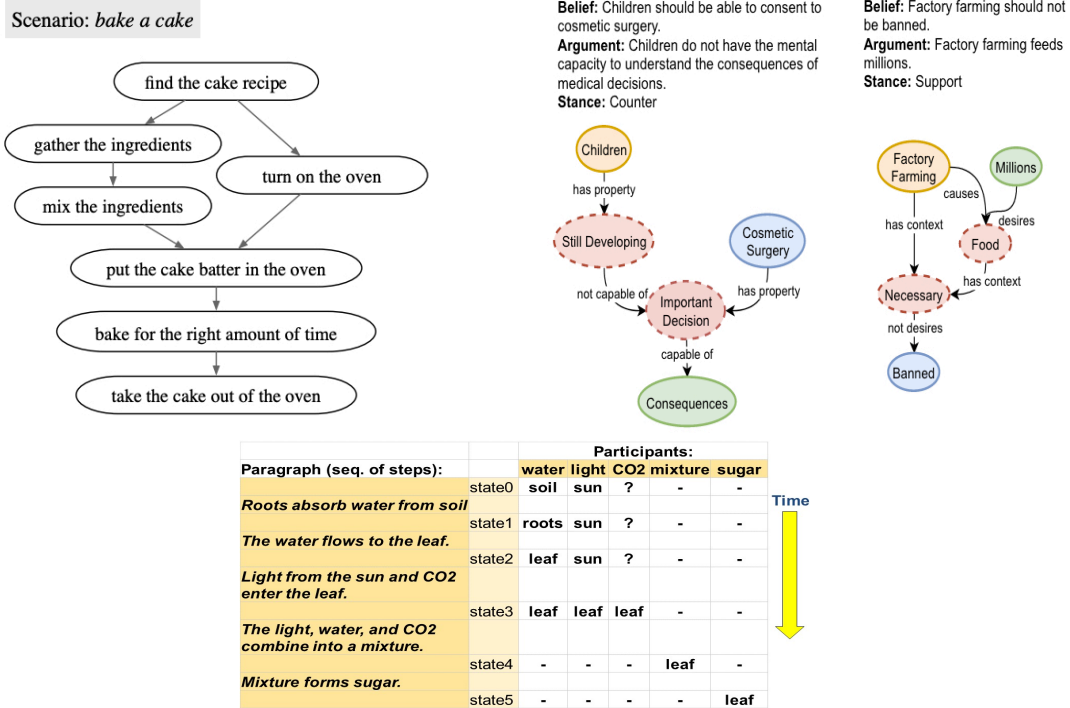 Scenario: bake a cake
find the cake recipe
gather the ingredients
turn on the oven
mix the ingredients
put the cake batter in the oven
bake for the right amount of time
take the cake out of the oven
Belief: Children should be able to consent to
cosmetic surgery.
Argument: Children do not have the mental
capacity to understand the consequences of
medical decisions.
Stance: Counter
Children
has property
Still Developing
Cosmetic
Surgery
not capable of
has property
Important
Decision
capable of
Consequences
Belief: Factory farming should not
be banned.
Argument: Factory farming feeds
millions.
Stance: Support
Factory
Farming
Millions
causes
desires
has context
Food
has context
Necessary
not desires
Banned
Participants:
Paragraph (seq. of steps): water light CO2 mixture sugar
state0 soil sun ? - -
Roots absorb water from soil
state1 roots sun ? - -
The water flows to the leaf.
state2 leaf sun ? - -
Light from the sun and CO2
enter the leaf.
state3 leaf leaf leaf - -
The light, water, and CO2
combine into a mixture.
state4 - - - leaf -
Mixture forms sugar.
state5 - - - - leaf
Time